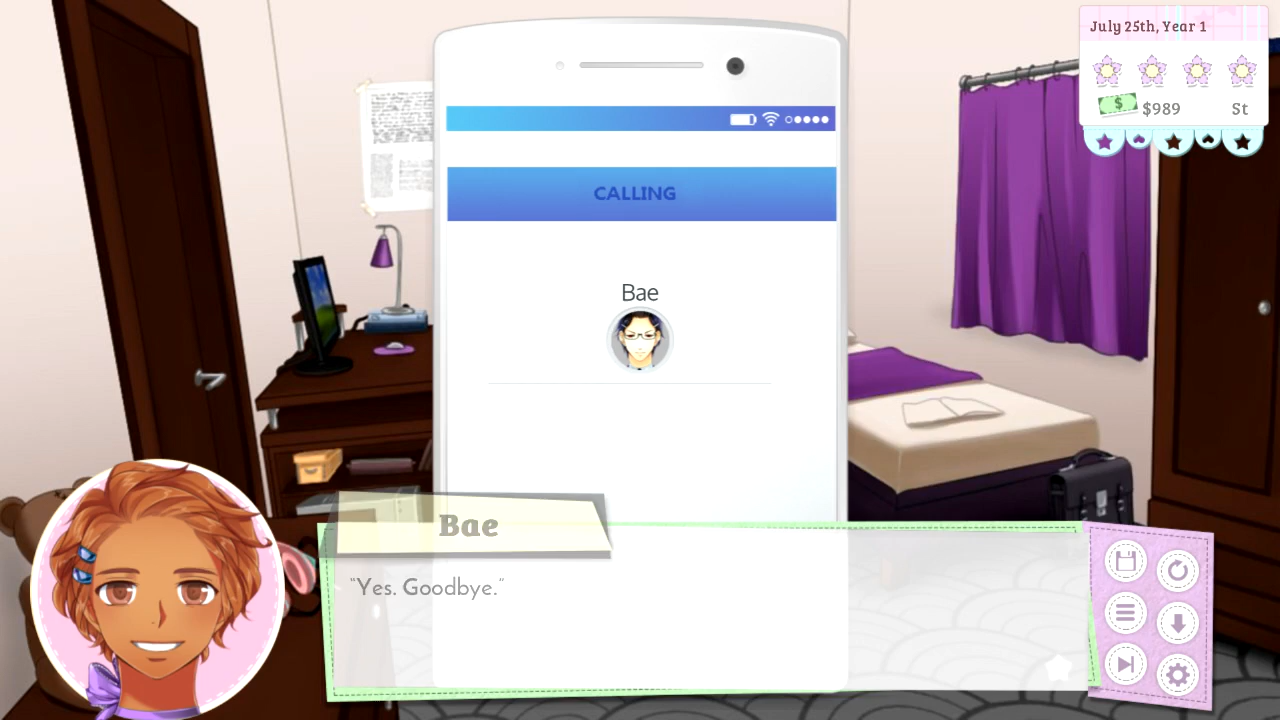 July 25th, Year 1
$
$989
St
CALLING
Bae
Bae
“Yes. Goodbye.”